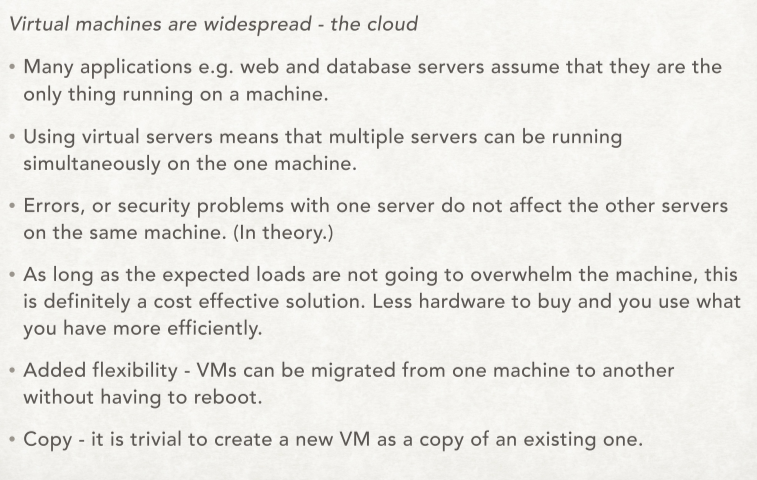 Virtual machines are widespread - the cloud
• Many applications e.g. web and database servers assume that they are the
only thing running on a machine.
• Using virtual servers means that multiple servers can be running
simultaneously on the one machine.
• Errors, or security problems with one server do not affect the other servers
on the same machine. (In theory.)
• As long as the expected loads are not going to overwhelm the machine, this
is definitely a cost effective solution. Less hardware to buy and you use what
you have more efficiently.
• Added flexibility - VMs can be migrated from one machine to another
without having to reboot.
• Copy - it is trivial to create a new VM as a copy of an existing one.